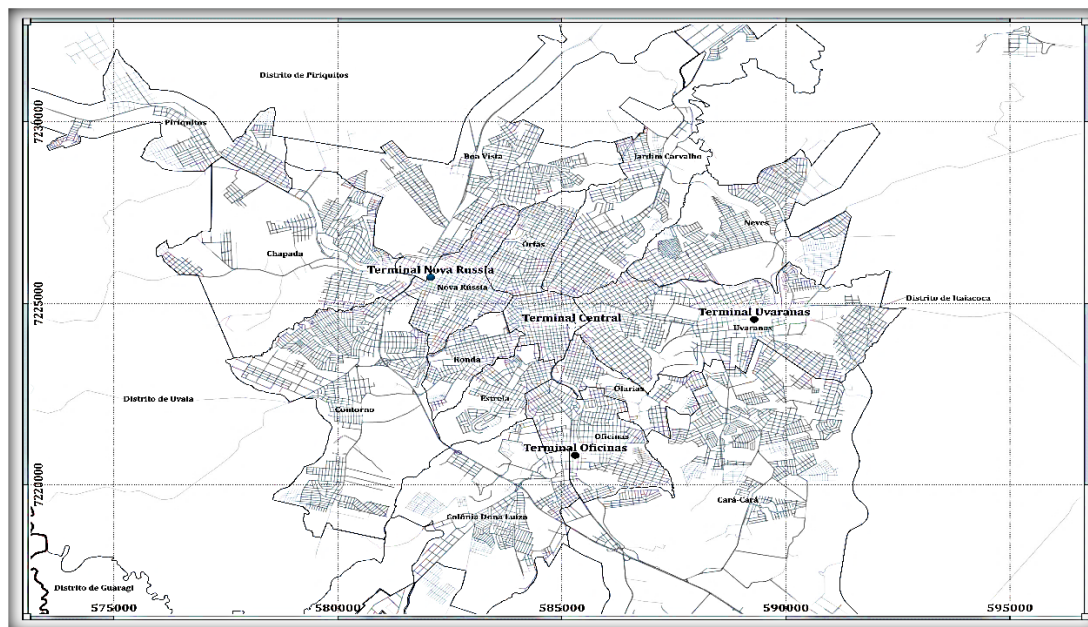 Distrito de Piriquitos
Piriquitos
7230000
Boa Vista
Jardim Carvalho
Neves
Órfãs
Chapada
Terminal Nova Russia
Nova Rússia
7225000
Distrito de Itaiacoca
Terminal Central
Terminal Uvaranas
Uvaranas
Ronda
Olarias
Distrito de Uvaia
Estrela
Contorno
Oficinas
Terminal Oficinas
7220000
Cará-Cará
Colônia Dona Luiza
Distrito de Guaragi
575000
580000
585000
590000
595000